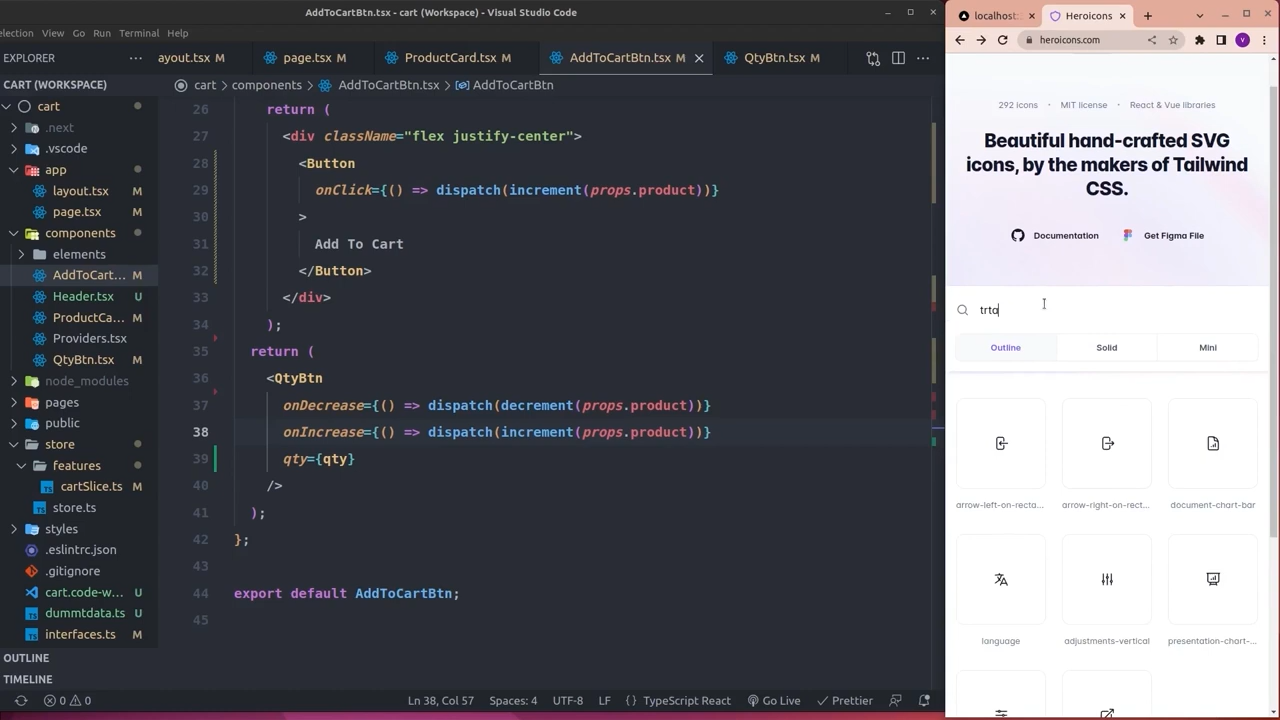 AddToCartBtn.tsx - cart (Workspace) - Visual Studio Code
election View Go Run Terminal Help
EXPLORER
ayout.tsx M
page.tsx M
ProductCard.tsx M
AddToCartBtn.tsx M
QtyBtn.tsx M
cart > components > AddToCartBtn.tsx > AddToCartBtn
CART (WORKSPACE)
cart
.next
.vscode
app
layout.tsx M
page.tsx M
components
elements
AddToCart... M
Header.tsx U
ProductCa... M
Providers.tsx
QtyBtn.tsx M
node_modules
pages
public
store
features
cartSlice.ts
store.ts
styles
.eslintrc.json
.gitignore
cart.code-w... U
dummtdata.ts U
interfaces.ts M
OUTLINE
TIMELINE
26 return (
27 <div className="flex justify-center">
28 <Button
29 onClick={() => dispatch(increment(props.product))}
30 >
31 Add To Cart
32 </Button>
33 </div>
34 );
35 return (
36 <QtyBtn
37 onDecrease={() => dispatch(decrement(props.product))}
38 onIncrease={() => dispatch(increment(props.product))}
39 qty={qty}
40 />
41 );
42 };
43
44 export default AddToCartBtn;
45
0 0 Ln 38, Col 57 Spaces: 4 UTF-8 LF {} TypeScript React Go Live Prettier
localhost:
Heroicons
heroicons.com
V
292 icons · MIT license · React & Vue libraries
Beautiful hand-crafted SVG
icons, by the makers of Tailwind
CSS.
Documentation Get Figma File
trta
Outline Solid Mini
arrow-left-on-recta... arrow-right-on-rect... document-chart-bar
language adjustments-vertical presentation-chart-...